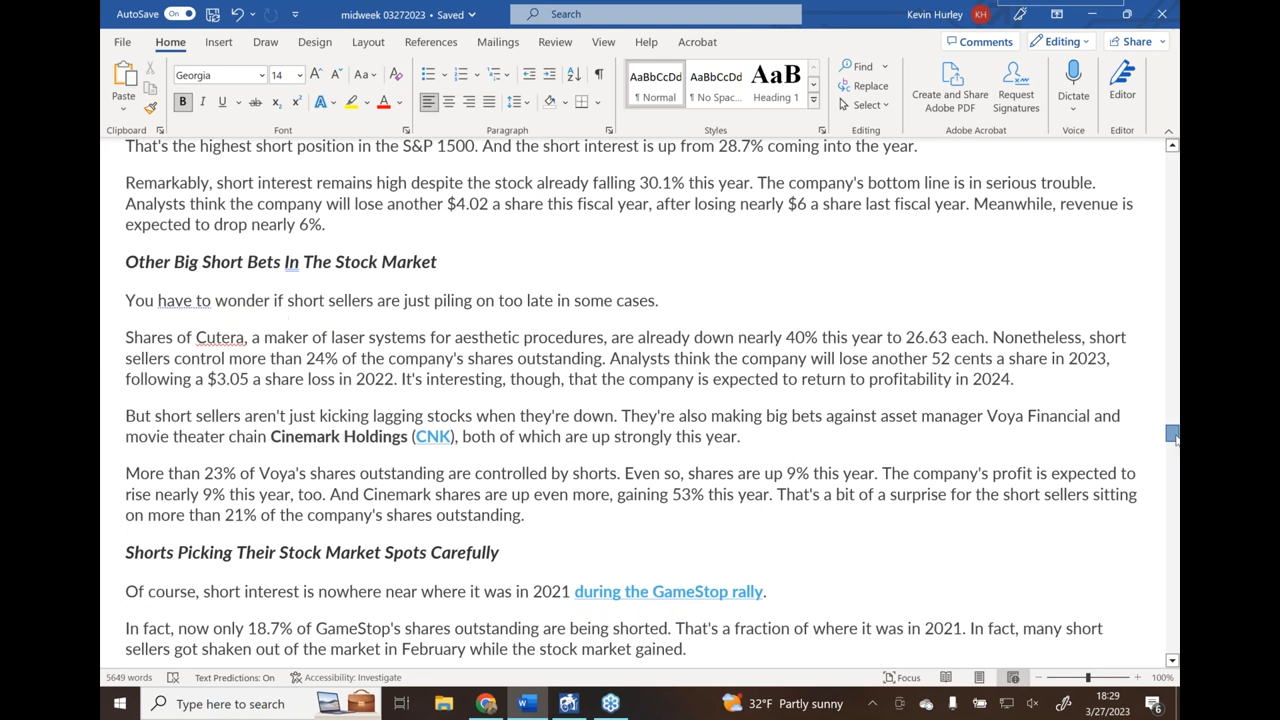 AutoSave On
midweek 03272023 • Saved
Search
Kevin Hurley KH
File Home Insert Draw Design Layout References Mailings Review View Help Acrobat
Comments Editing Share
Paste
Georgia 14
AaBbCcDd AaBbCcDd AaB
¶ Normal ¶ No Spac... Heading 1
Find
Replace
Select
Create and Share Adobe PDF
Request Signatures
Dictate
Editor
Clipboard Font Paragraph Styles Editing Adobe Acrobat Voice Editor
That's the highest short position in the S&P 1500. And the short interest is up from 28.7% coming into the year.
Remarkably, short interest remains high despite the stock already falling 30.1% this year. The company's bottom line is in serious trouble.
Analysts think the company will lose another $4.02 a share this fiscal year, after losing nearly $6 a share last fiscal year. Meanwhile, revenue is
expected to drop nearly 6%.
Other Big Short Bets In The Stock Market
You have to wonder if short sellers are just piling on too late in some cases.
Shares of Cutera, a maker of laser systems for aesthetic procedures, are already down nearly 40% this year to 26.63 each. Nonetheless, short
sellers control more than 24% of the company's shares outstanding. Analysts think the company will lose another 52 cents a share in 2023,
following a $3.05 a share loss in 2022. It's interesting, though, that the company is expected to return to profitability in 2024.
But short sellers aren't just kicking lagging stocks when they're down. They're also making big bets against asset manager Voya Financial and
movie theater chain Cinemark Holdings (CNK), both of which are up strongly this year.
More than 23% of Voya's shares outstanding are controlled by shorts. Even so, shares are up 9% this year. The company's profit is expected to
rise nearly 9% this year, too. And Cinemark shares are up even more, gaining 53% this year. That's a bit of a surprise for the short sellers sitting
on more than 21% of the company's shares outstanding.
Shorts Picking Their Stock Market Spots Carefully
Of course, short interest is nowhere near where it was in 2021 during the GameStop rally.
In fact, now only 18.7% of GameStop's shares outstanding are being shorted. That's a fraction of where it was in 2021. In fact, many short
sellers got shaken out of the market in February while the stock market gained.
5649 words Text Predictions: On Accessibility: Investigate Focus 100%
Type here to search 32°F Partly sunny 18:29
3/27/2023 6